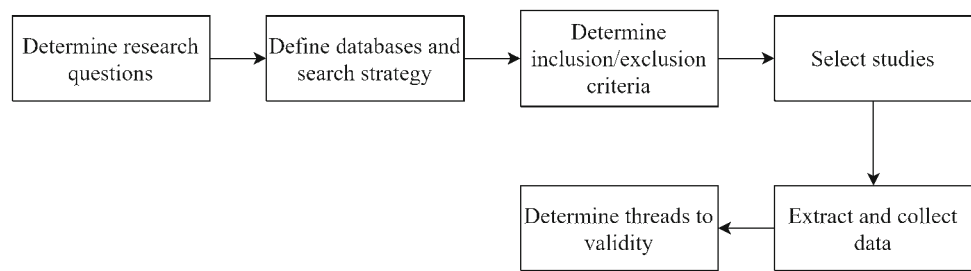 Determine research
questions
Define databases and
search strategy
Determine
inclusion/exclusion
criteria
Select studies
Extract and collect
data
Determine threads to
validity